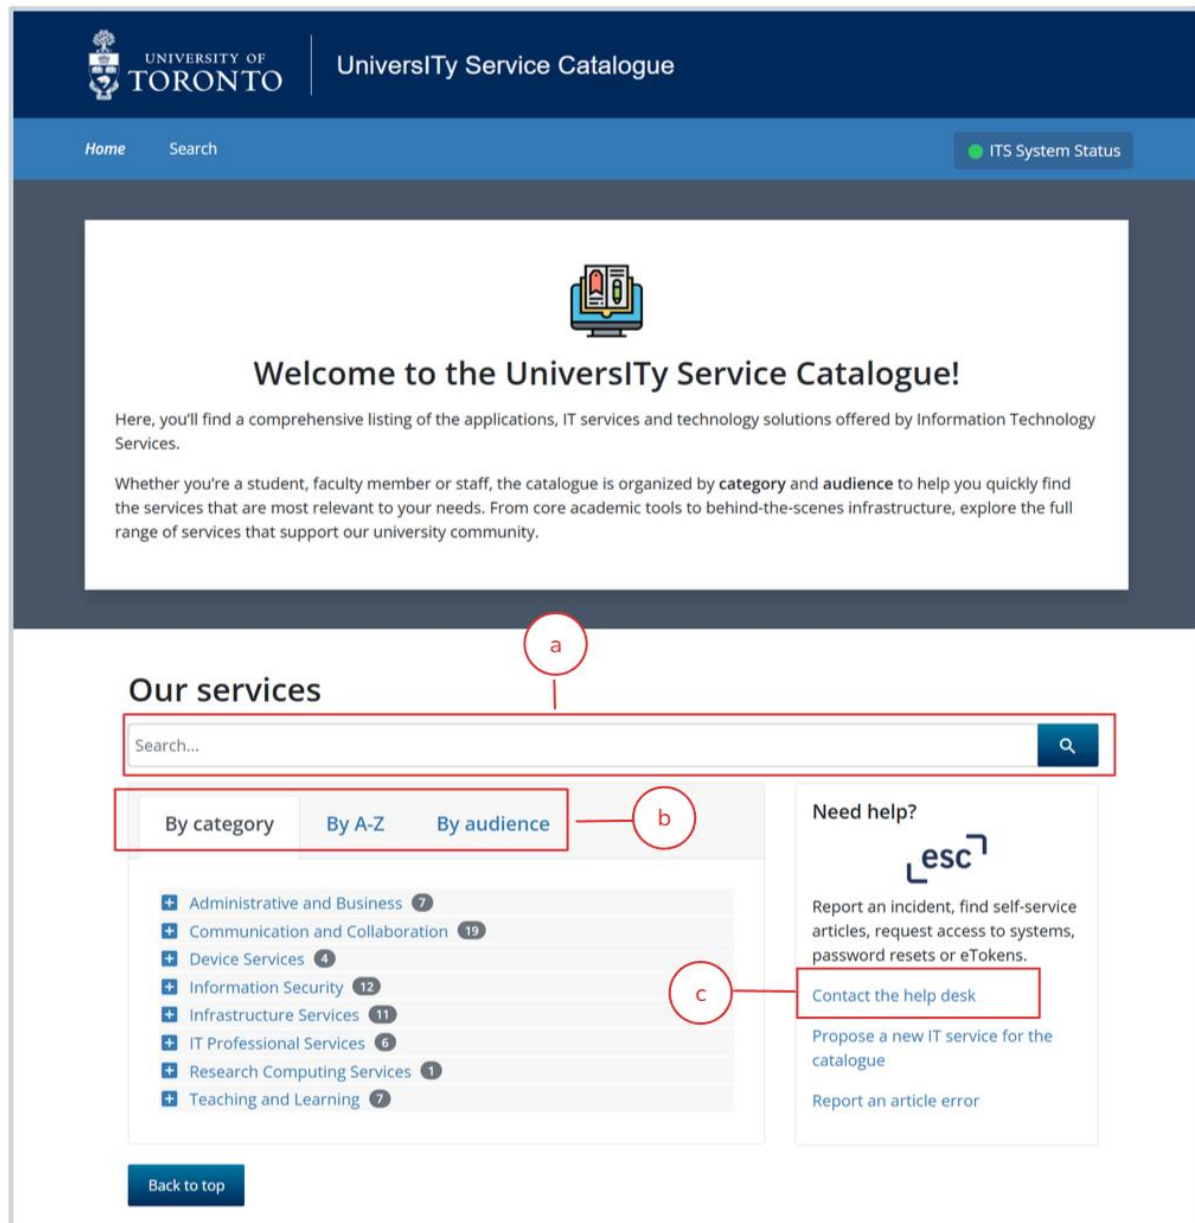 UNIVERSITY OF
TORONTO
UniversITy Service Catalogue
Home Search
ITS System Status
Welcome to the UniversITy Service Catalogue!
Here, you'll find a comprehensive listing of the applications, IT services and technology solutions offered by Information Technology
Services.
Whether you're a student, faculty member or staff, the catalogue is organized by category and audience to help you quickly find
the services that are most relevant to your needs. From core academic tools to behind-the-scenes infrastructure, explore the full
range of services that support our university community.
a
Our services
Search...
By category By A-Z By audience
b
Administrative and Business 7
Communication and Collaboration 19
Device Services 4
Information Security 12
Infrastructure Services 11
IT Professional Services 6
Research Computing Services 1
Teaching and Learning 7
Need help?
esc
Report an incident, find self-service
articles, request access to systems,
password resets or eTokens.
c
Contact the help desk
Propose a new IT service for the
catalogue
Report an article error
Back to top